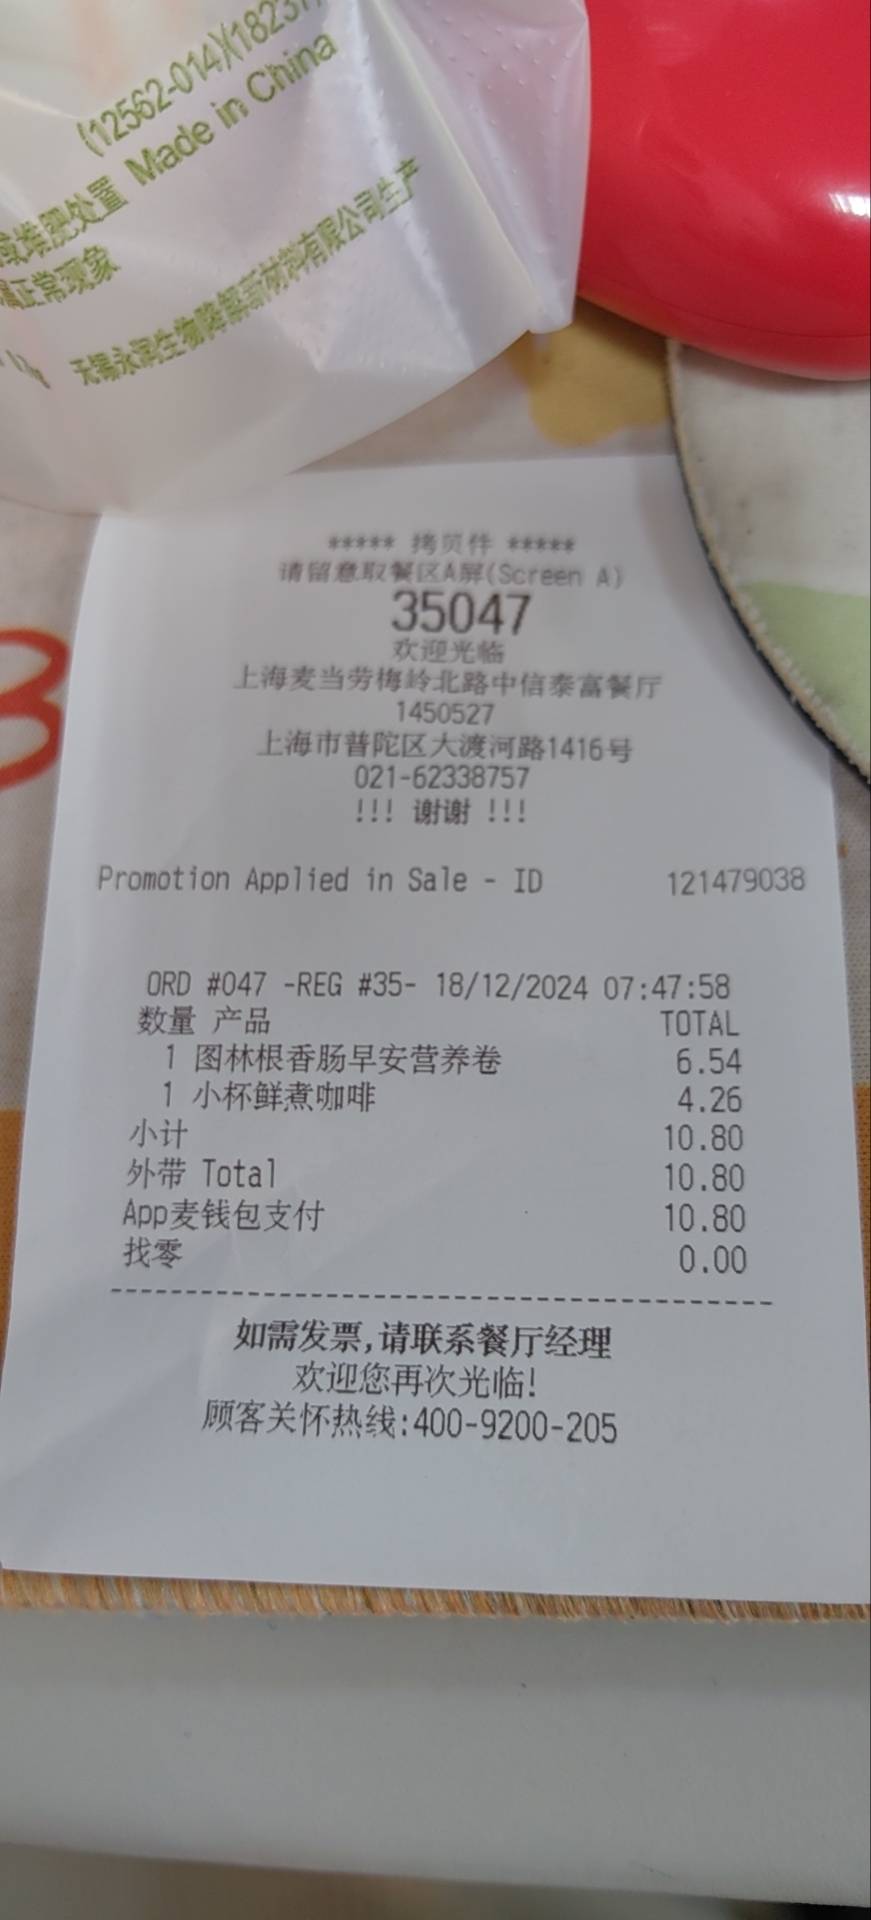 (12562-014)(18237
Made in China
堆肥处置
正常现象
生物降解新材料有限公司生产
***** 拷贝件 *****
请留意取餐区A屏(Screen A)
35047
欢迎光临
上海麦当劳梅岭北路中信泰富餐厅
1450527
上海市普陀区大渡河路1416号
021-62338757
!!! 谢谢 !!!
Promotion Applied in Sale - ID 121479038
ORD #047 -REG #35- 18/12/2024 07:47:58
数量 产品 TOTAL
1 图林根香肠早安营养卷 6.54
1 小杯鲜煮咖啡 4.26
小计 10.80
外带 Total 10.80
App麦钱包支付 10.80
找零 0.00
--------------------------------------------
如需发票,请联系餐厅经理
欢迎您再次光临!
顾客关怀热线:400-9200-205